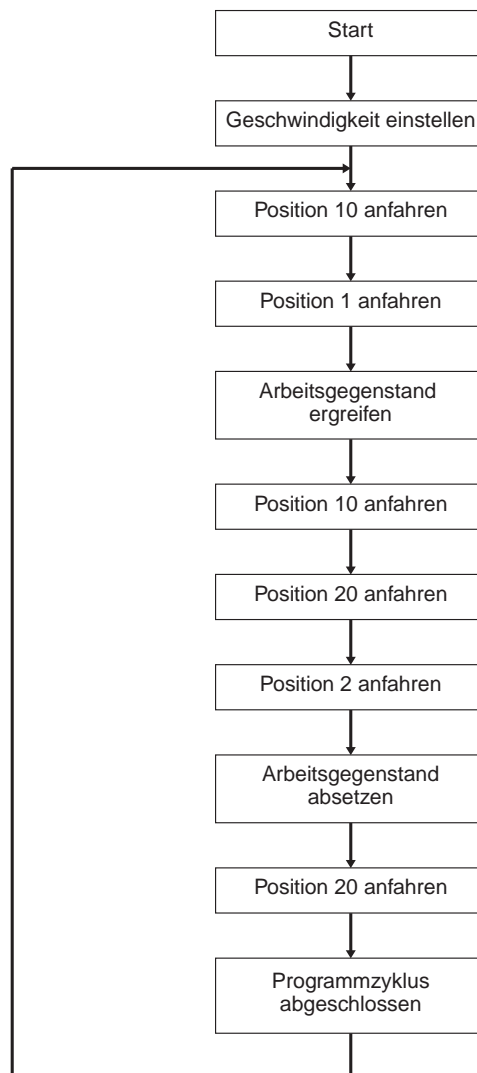 Start
Geschwindigkeit einstellen
Position 10 anfahren
Position 1 anfahren
Arbeitsgegenstand
ergreifen
Position 10 anfahren
Position 20 anfahren
Position 2 anfahren
Arbeitsgegenstand
absetzen
Position 20 anfahren
Programmzyklus
abgeschlossen